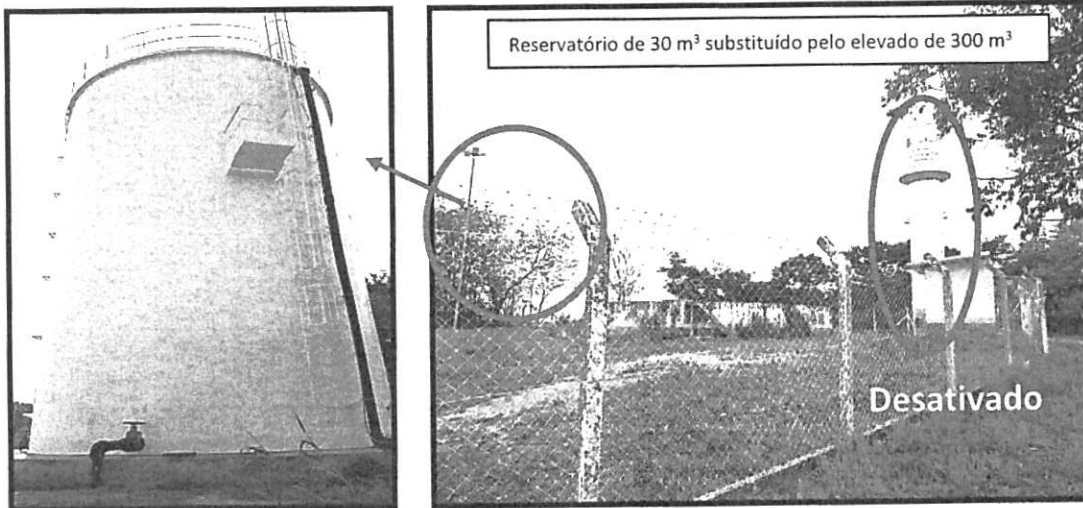 Reservatório de 30 m³ substituído pelo elevado de 300 m³
Desativado